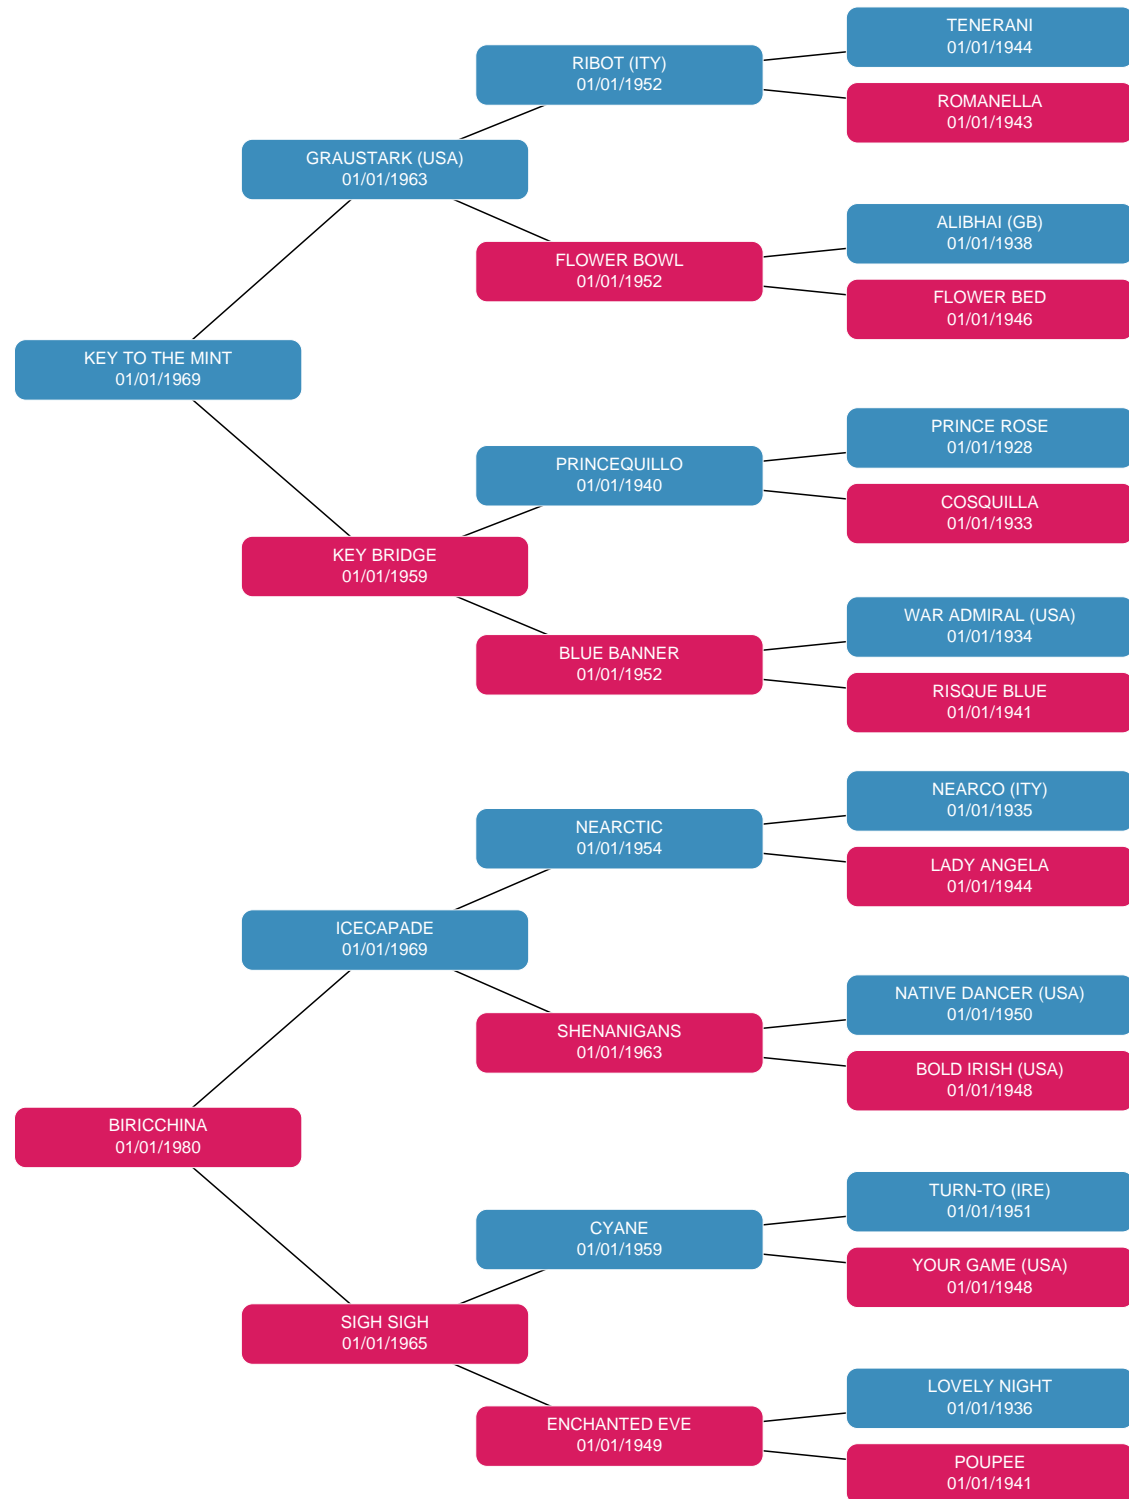 TENERANI
01/01/1944
RIBOT (ITY)
01/01/1952
ROMANELLA
01/01/1943
GRAUSTARK (USA)
01/01/1963
ALIBHAI (GB)
01/01/1938
FLOWER BOWL
01/01/1952
FLOWER BED
01/01/1946
KEY TO THE MINT
01/01/1969
PRINCE ROSE
01/01/1928
PRINCEQUILLO
01/01/1940
COSQUILLA
01/01/1933
KEY BRIDGE
01/01/1959
WAR ADMIRAL (USA)
01/01/1934
BLUE BANNER
01/01/1952
RISQUE BLUE
01/01/1941
NEARCO (ITY)
01/01/1935
NEARCTIC
01/01/1954
LADY ANGELA
01/01/1944
ICECAPADE
01/01/1969
NATIVE DANCER (USA)
01/01/1950
SHENANIGANS
01/01/1963
BOLD IRISH (USA)
01/01/1948
BIRICCHINA
01/01/1980
TURN-TO (IRE)
01/01/1951
CYANE
01/01/1959
YOUR GAME (USA)
01/01/1948
SIGH SIGH
01/01/1965
LOVELY NIGHT
01/01/1936
ENCHANTED EVE
01/01/1949
POUPEE
01/01/1941